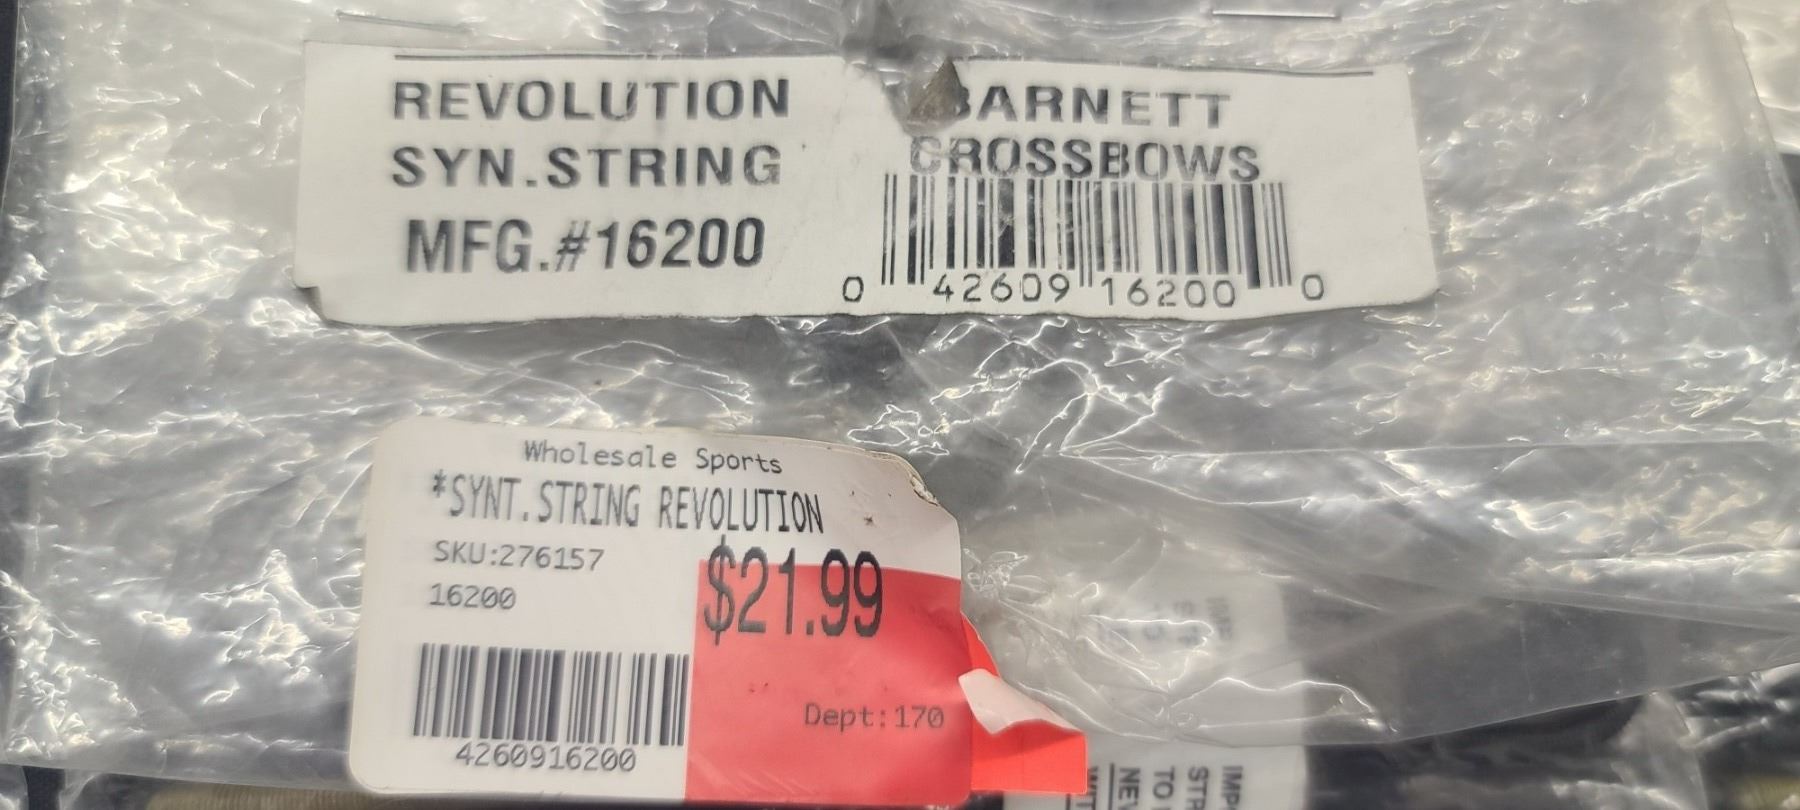 REVOLUTION
SYN.STRING
MFG.#16200
BARNETT
CROSSBOWS
0 42609 16200 0
Wholesale Sports
*SYNT.STRING REVOLUTION
SKU:276157
16200
$21.99
Dept:170
4260916200